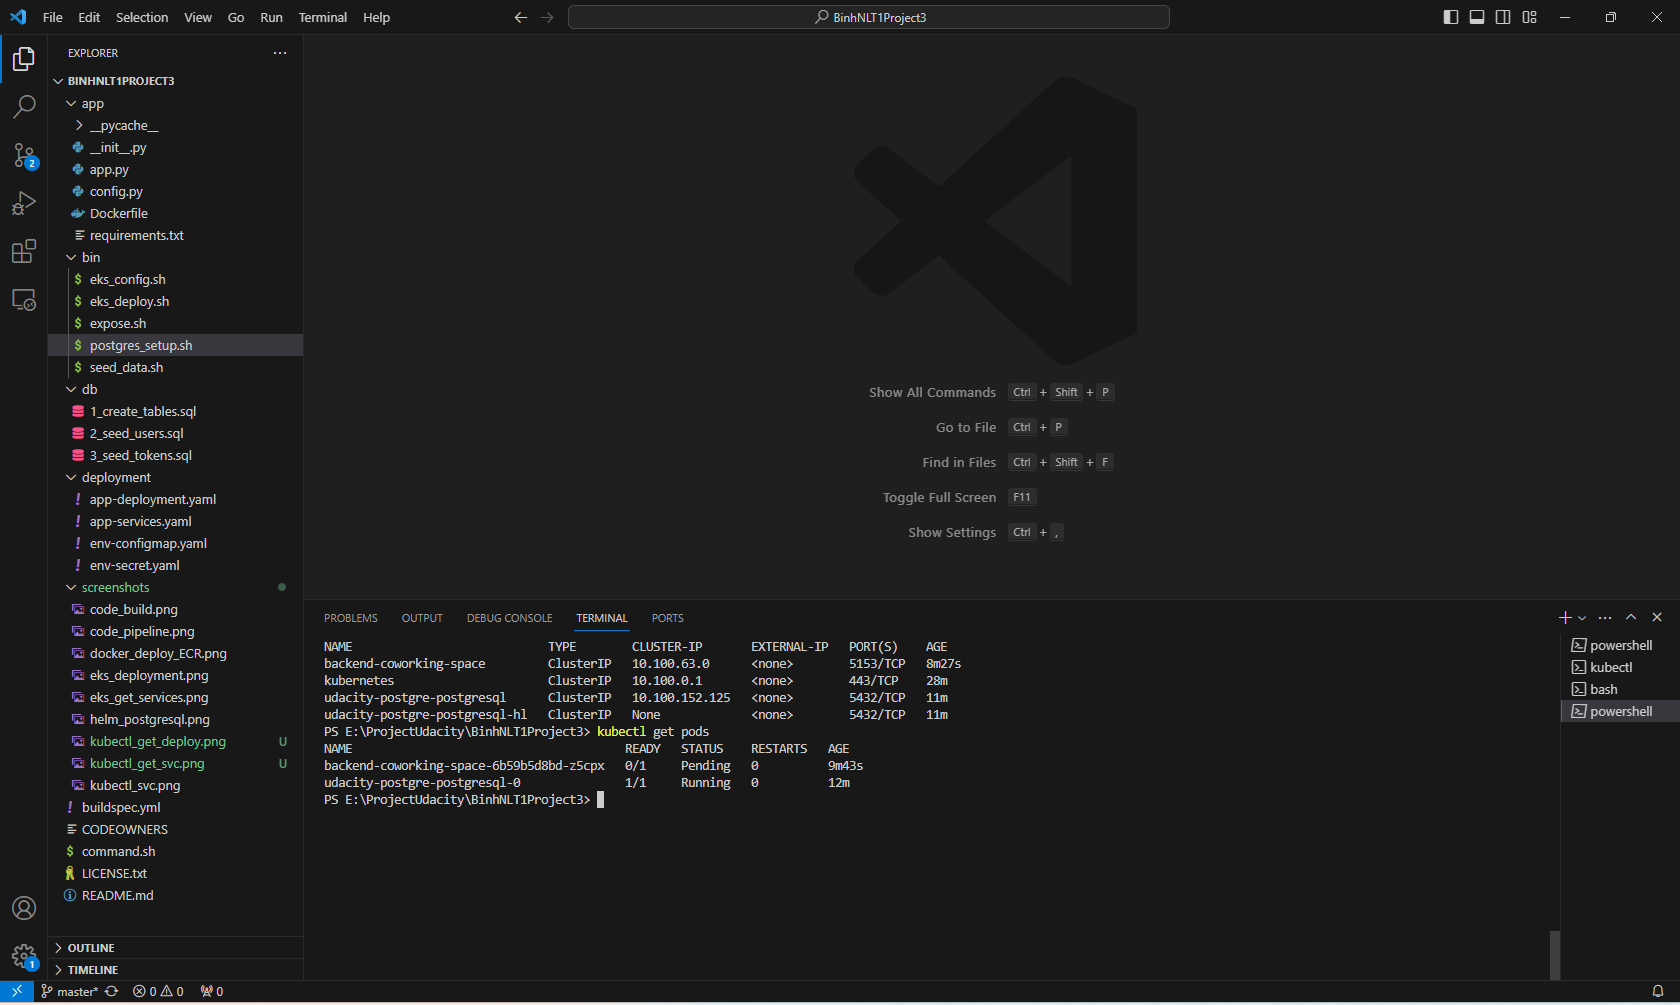 File Edit Selection View Go Run Terminal Help
BinhNLT1Project3
EXPLORER
BINHNLT1PROJECT3
app
__pycache__
__init__.py
app.py
config.py
Dockerfile
requirements.txt
bin
$ eks_config.sh
$ eks_deploy.sh
$ expose.sh
$ postgres_setup.sh
$ seed_data.sh
db
1_create_tables.sql
2_seed_users.sql
3_seed_tokens.sql
deployment
! app-deployment.yaml
! app-services.yaml
! env-configmap.yaml
! env-secret.yaml
screenshots
code_build.png
code_pipeline.png
docker_deploy_ECR.png
eks_deployment.png
eks_get_services.png
helm_postgresql.png
kubectl_get_deploy.png U
kubectl_get_svc.png U
kubectl_svc.png
! buildspec.yml
CODEOWNERS
$ command.sh
LICENSE.txt
README.md
OUTLINE
TIMELINE
2
1
Show All Commands Ctrl + Shift + P
Go to File Ctrl + P
Find in Files Ctrl + Shift + F
Toggle Full Screen F11
Show Settings Ctrl + ,
PROBLEMS OUTPUT DEBUG CONSOLE TERMINAL PORTS
NAME TYPE CLUSTER-IP EXTERNAL-IP PORT(S) AGE
backend-coworking-space ClusterIP 10.100.63.0 <none> 5153/TCP 8m27s
kubernetes ClusterIP 10.100.0.1 <none> 443/TCP 28m
udacity-postgre-postgresql ClusterIP 10.100.152.125 <none> 5432/TCP 11m
udacity-postgre-postgresql-hl ClusterIP None <none> 5432/TCP 11m
PS E:\ProjectUdacity\BinhNLT1Project3> kubectl get pods
NAME READY STATUS RESTARTS AGE
backend-coworking-space-6b59b5d8bd-z5cpx 0/1 Pending 0 9m43s
udacity-postgre-postgresql-0 1/1 Running 0 12m
PS E:\ProjectUdacity\BinhNLT1Project3>
powershell
kubectl
bash
powershell
master* 0 0 0